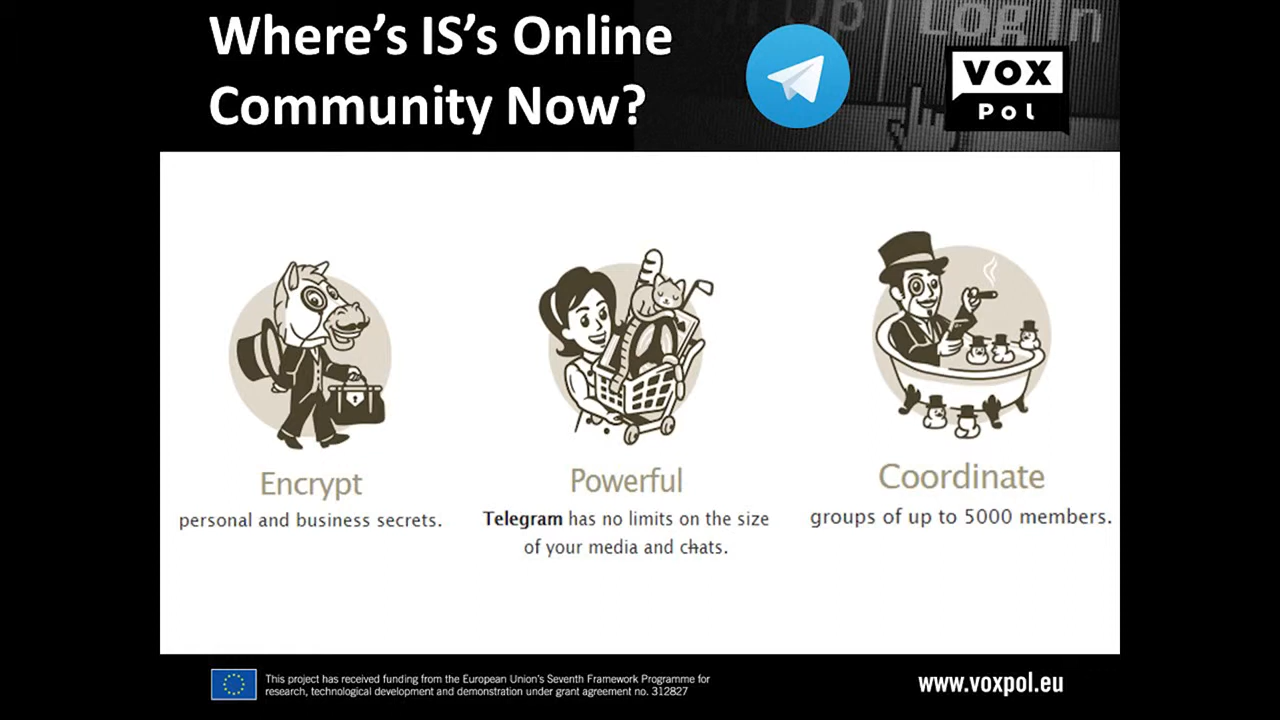 Where's IS's Online
Community Now?
Up
Log In
VOX
Pol
Encrypt
personal and business secrets.
Powerful
Telegram has no limits on the size
of your media and chats.
Coordinate
groups of up to 5000 members.
This project has received funding from the European Union's Seventh Framework Programme for
research, technological development and demonstration under grant agreement no. 312827
www.voxpol.eu